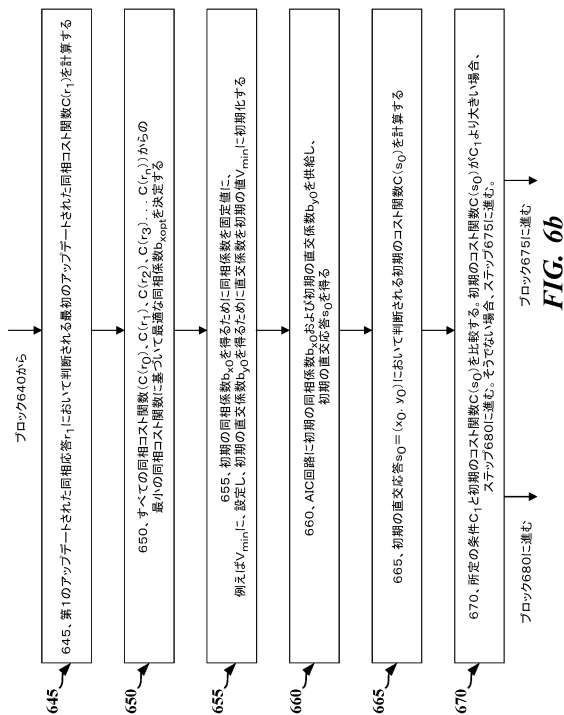 ブロック640から
645
645、第1のアップデートされた同相応答r1において判断される最初のアップデートされた同相コスト関数C(r1)を計算する
650
650、すべての同相コスト関数(C(r0)、C(r1)、C(r2)、C(r3)... C(rn))からの
最小の同相コスト関数に基づいて最適な同相係数bxoptを決定する
655
655、初期の同相係数bx0を得るために同相係数を固定値に、
例えばVminに、設定し、初期の直交係数by0を得るために直交係数を初期の値Vminに初期化する
660
660、AIC回路に初期の同相係数bx0および初期の直交係数by0を供給し、
初期の直交応答s0を得る
665
665、初期の直交応答s0=(x0, y0)において判断される初期のコスト関数C(s0)を計算する
670
670、所定の条件C1と初期のコスト関数C(s0)を比較する。初期のコスト関数C(s0)がC1より大きい場合、
ステップ680に進む。そうでない場合、ステップ675に進む。
ブロック680に進む
ブロック675に進む
FIG. 6b